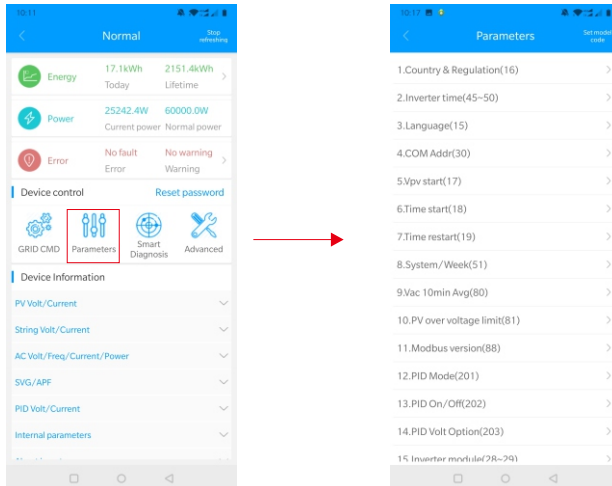 10:11
Normal
Stop
refreshing
Energy
17.1kWh
2151.4kWh
Today
Lifetime
Power
25242.4W
60000.0W
Current power
Normal power
Error
No fault
No warning
Error
Warning
Device control
Reset password
GRID CMD
Parameters
Smart
Diagnosis
Advanced
Device Information
PV Volt/Current
String Volt/Current
AC Volt/Freq/Current/Power
SVG/APF
PID Volt/Current
Internal parameters
10:17
Parameters
Set model
code
1.Country & Regulation(16)
2.Inverter time(45~50)
3.Language(15)
4.COM Addr(30)
5.Vpv start(17)
6.Time start(18)
7.Time restart(19)
8.System/Week(51)
9.Vac 10min Avg(80)
10.PV over voltage limit(81)
11.Modbus version(88)
12.PID Mode(201)
13.PID On/Off(202)
14.PID Volt Option(203)
15.Inverter module(28~29)